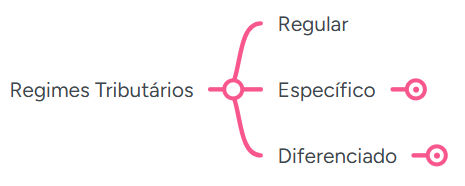 Regular
Regimes Tributários
Específico
Diferenciado